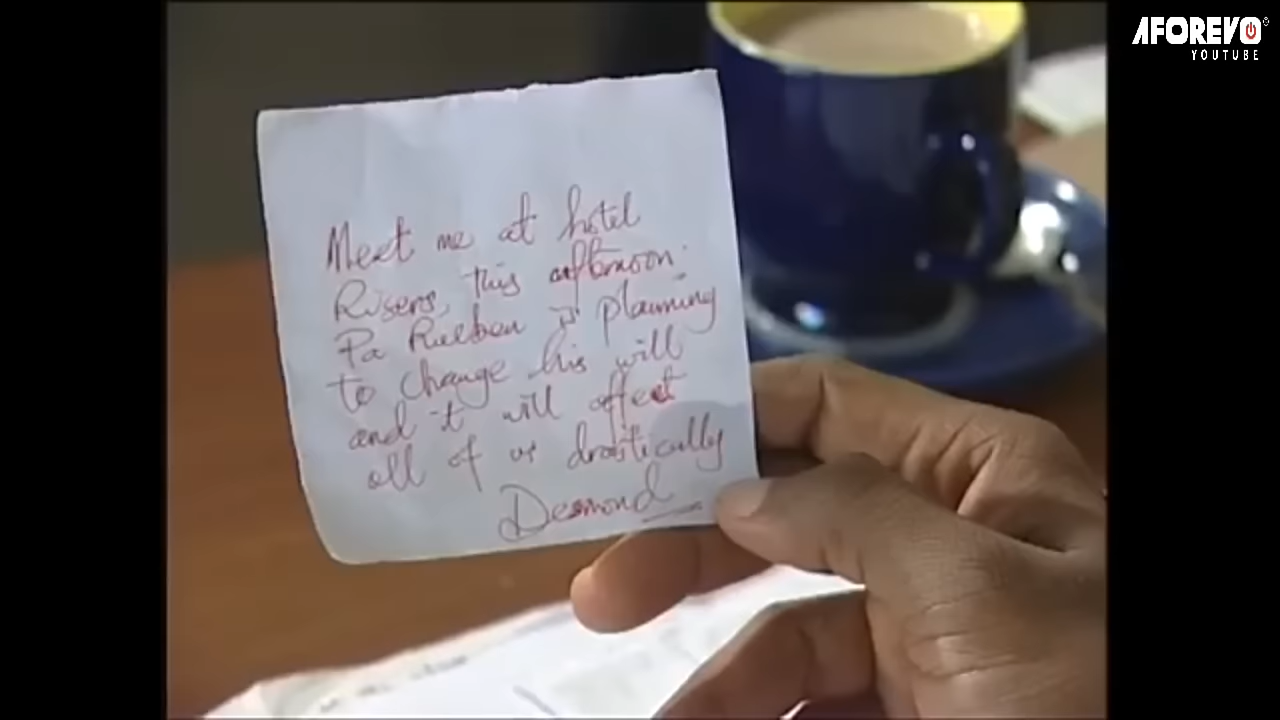 AFOREVO
YOUTUBE
Meet me at hotel
Risers, this afternoon.
Pa Rueben is planning
to change his will
and it will affect
all of us drastically
Desmond